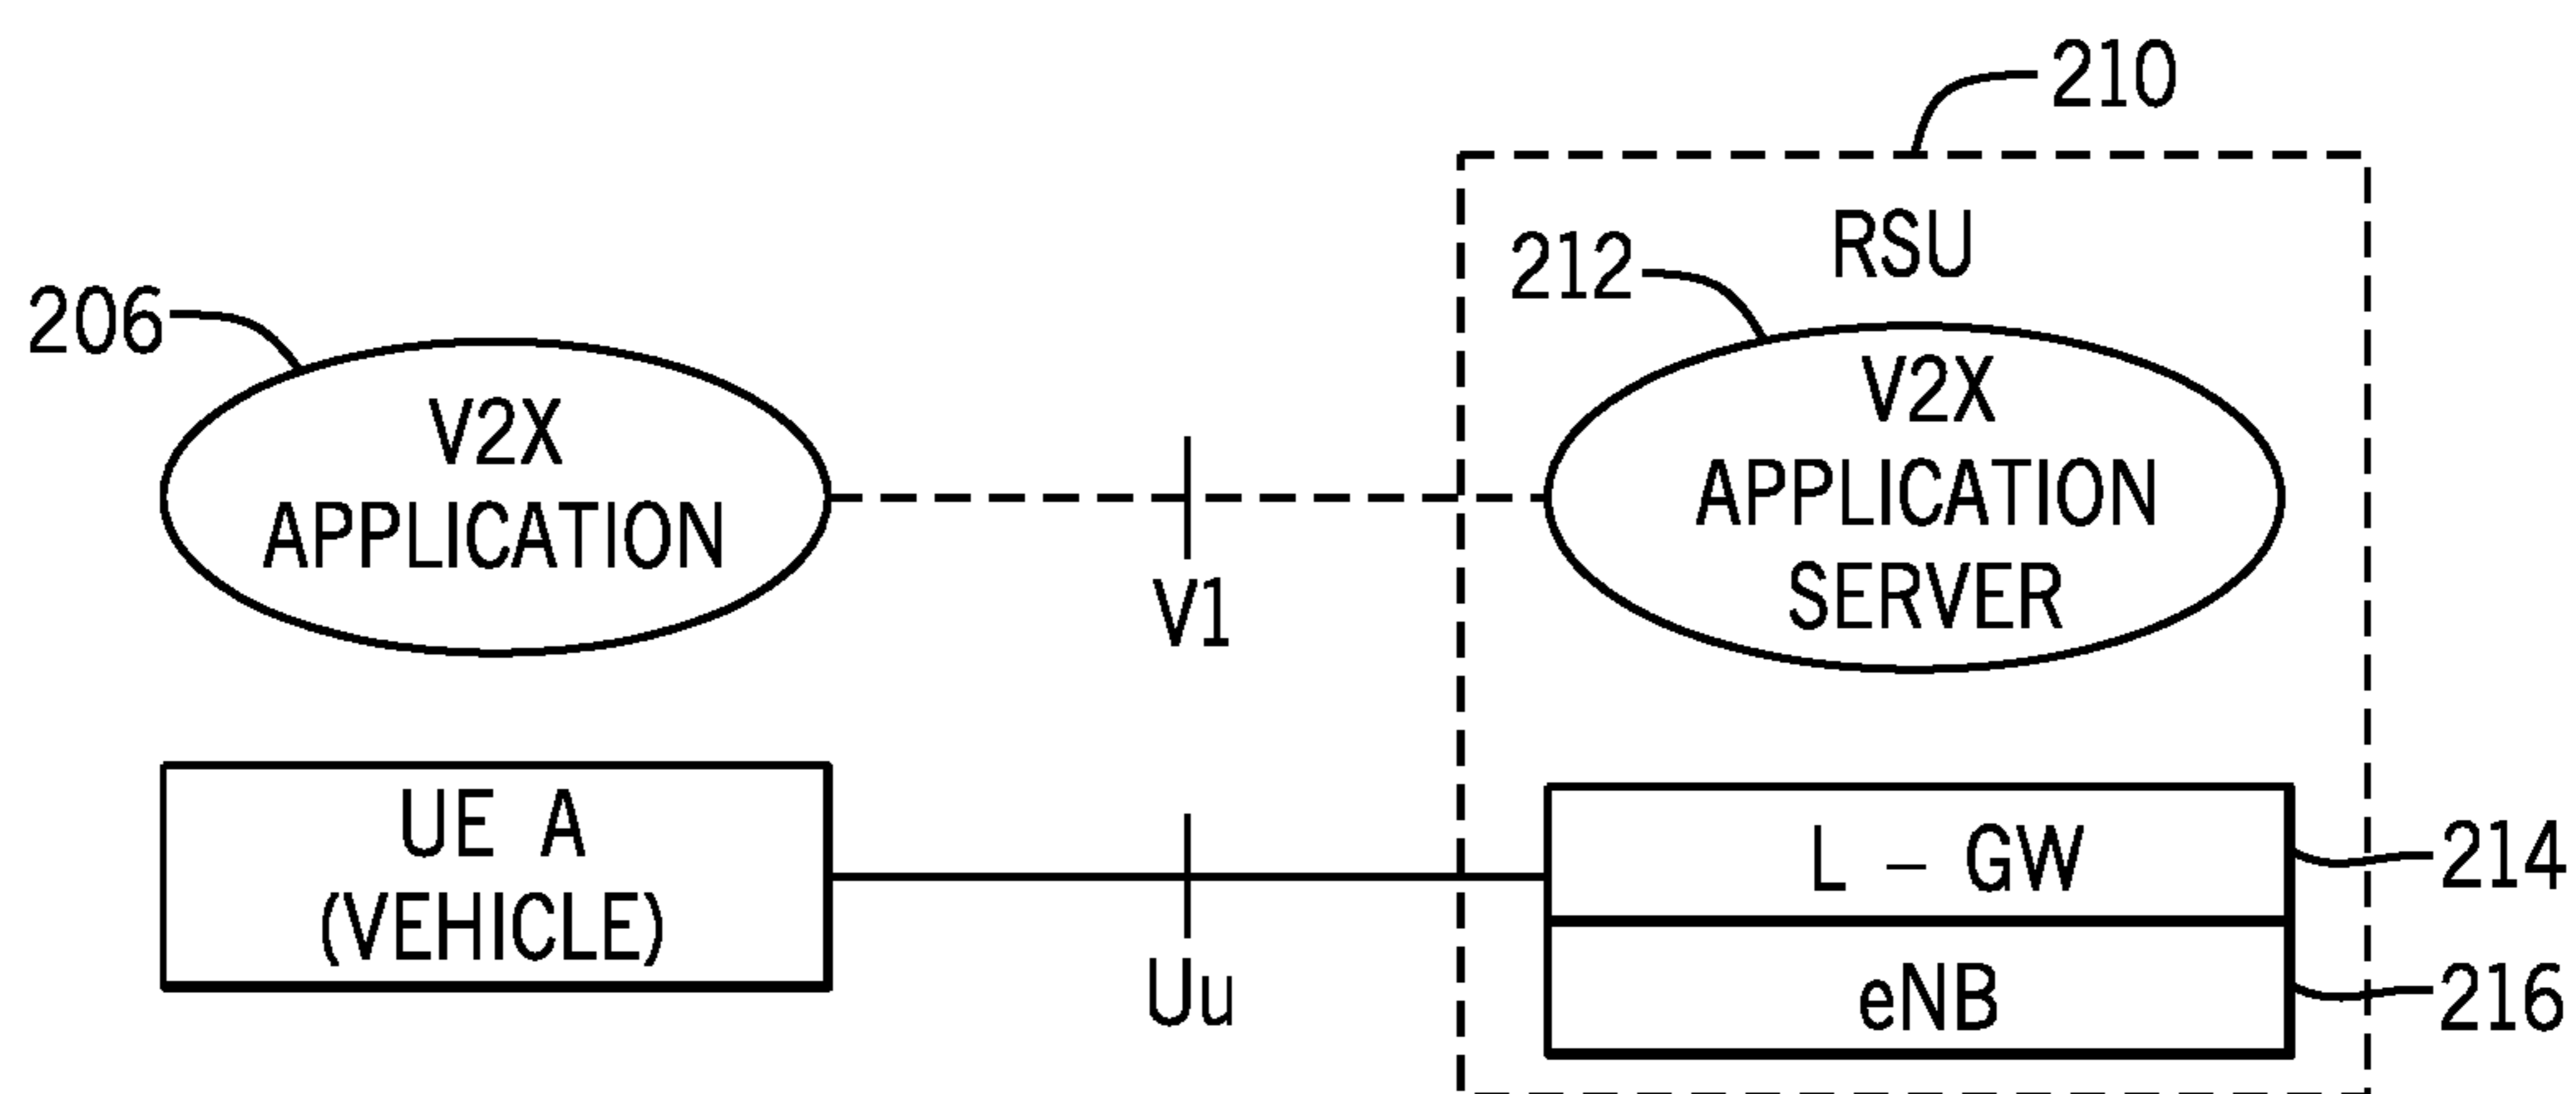 210
RSU
212
206
V2X
APPLICATION
V2X
APPLICATION
SERVER
V1
UE A
(VEHICLE)
L - GW
214
Uu
eNB
216